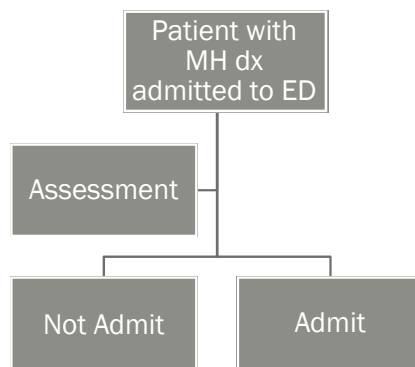 Patient with
MH dx
admitted to ED
Assessment
Not Admit
Admit